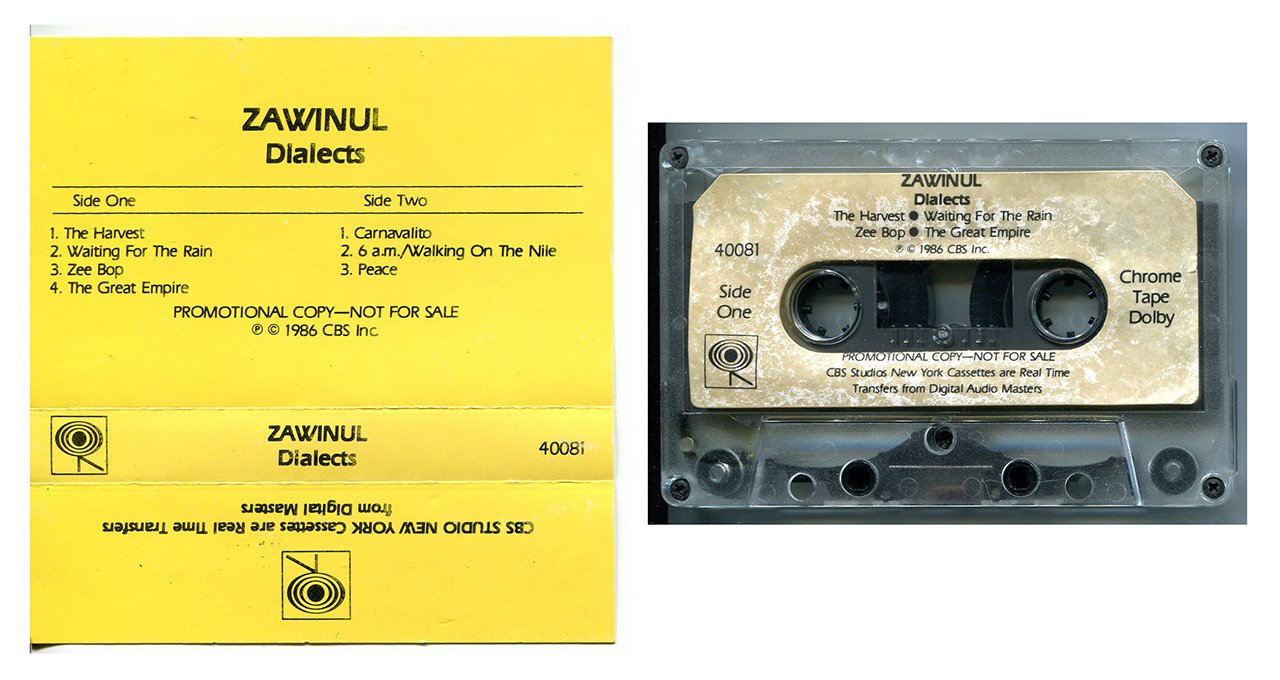 ZAWINUL
Dialects
Side One
1. The Harvest
2. Waiting For The Rain
3. Zee Bop
4. The Great Empire
Side Two
1. Carnavalito
2. 6 a.m./Walking On The Nile
3. Peace
PROMOTIONAL COPY—NOT FOR SALE
℗ © 1986 CBS Inc.
ZAWINUL
Dialects
40081
CBS STUDIO NEW YORK Cassettes are Real Time Transfers
from Digital Masters
ZAWINUL
Dialects
The Harvest ● Waiting For The Rain
Zee Bop ● The Great Empire
℗ © 1986 CBS Inc.
40081
Side
One
Chrome
Tape
Dolby
PROMOTIONAL COPY—NOT FOR SALE
CBS Studios New York Cassettes are Real Time
Transfers from Digital Audio Masters